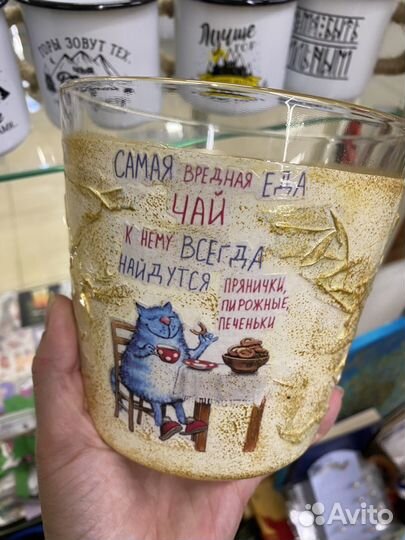 ГОРЫ ЗОВУТ ТЕХ,
Лучше
САМАЯ ВРЕДНАЯ ЕДА
ЧАЙ
К НЕМУ ВСЕГДА
НАЙДУТСЯ ПРЯНИЧКИ,
ПИРОЖНЫЕ,
ПЕЧЕНЬКИ
Avito